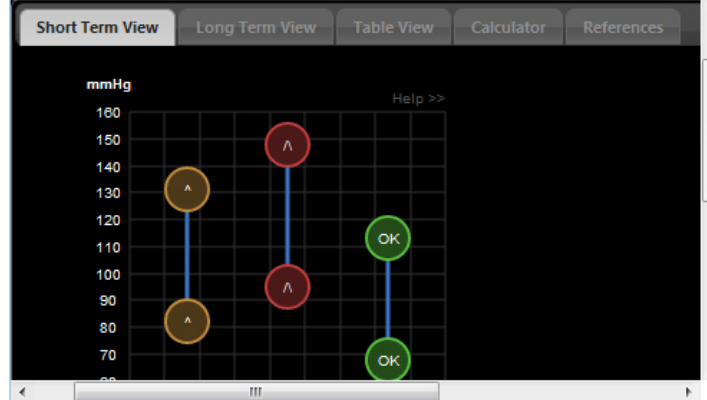 Short Term View Long Term View Table View Calculator References
mmHg
Help >>
160
150
140
130
120
110
100
90
80
70
^
^
/\
/\
OK
OK